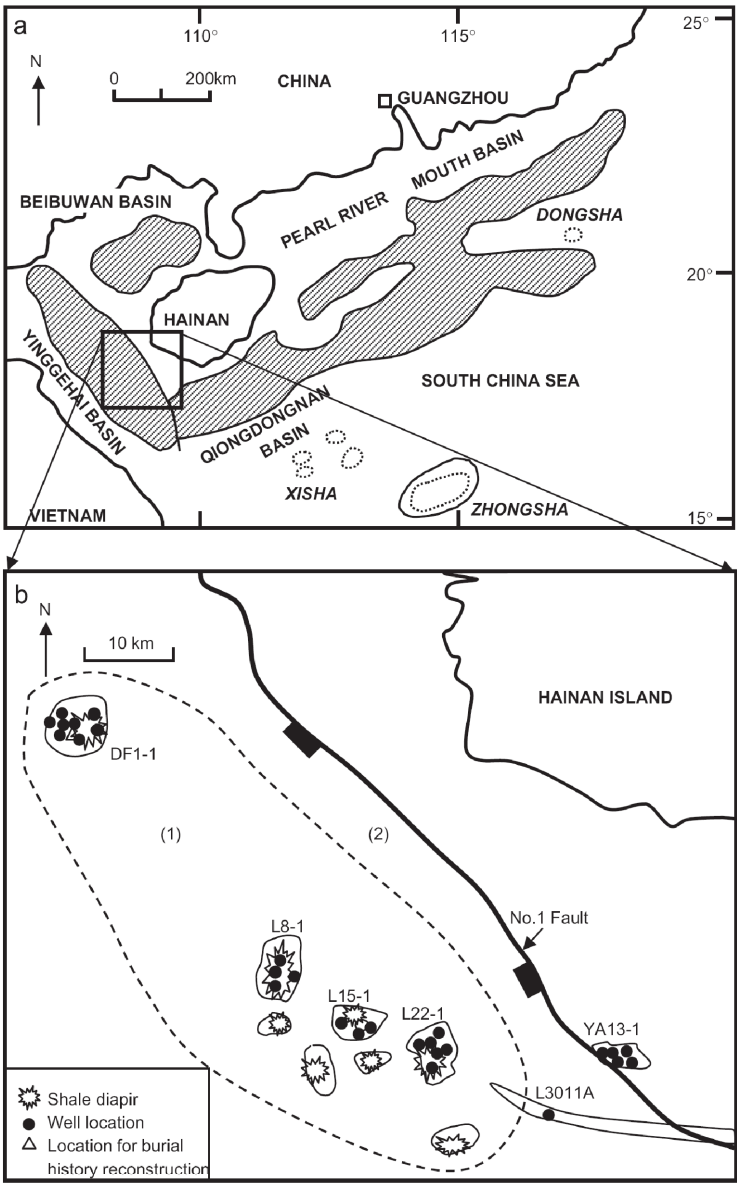 a
110°
115°
25°
N
0
200km
CHINA
GUANGZHOU
BEIBUWAN BASIN
PEARL RIVER
MOUTH BASIN
DONGSHA
20°
HAINAN
YINGGEHAI BASIN
SOUTH CHINA SEA
QIONGDONGNAN
BASIN
XISHA
ZHONGSHA
VIETNAM
15°
b
N
10 km
HAINAN ISLAND
DF1-1
(1)
(2)
No.1 Fault
L8-1
L15-1
L22-1
YA13-1
L3011A
Shale diapir
Well location
Location for burial
history reconstruction